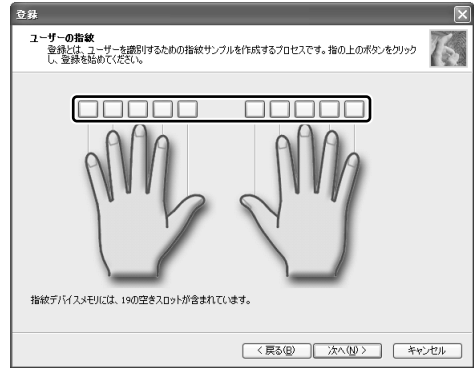 登録
ユーザーの指紋
登録とは、ユーザーを識別するための指紋サンプルを作成するプロセスです。指の上のボタンをクリック
し、登録を始めてください。
指紋デバイスメモリには、19の空きスロットが含まれています。
< 戻る(B)
次へ(N) >
キャンセル